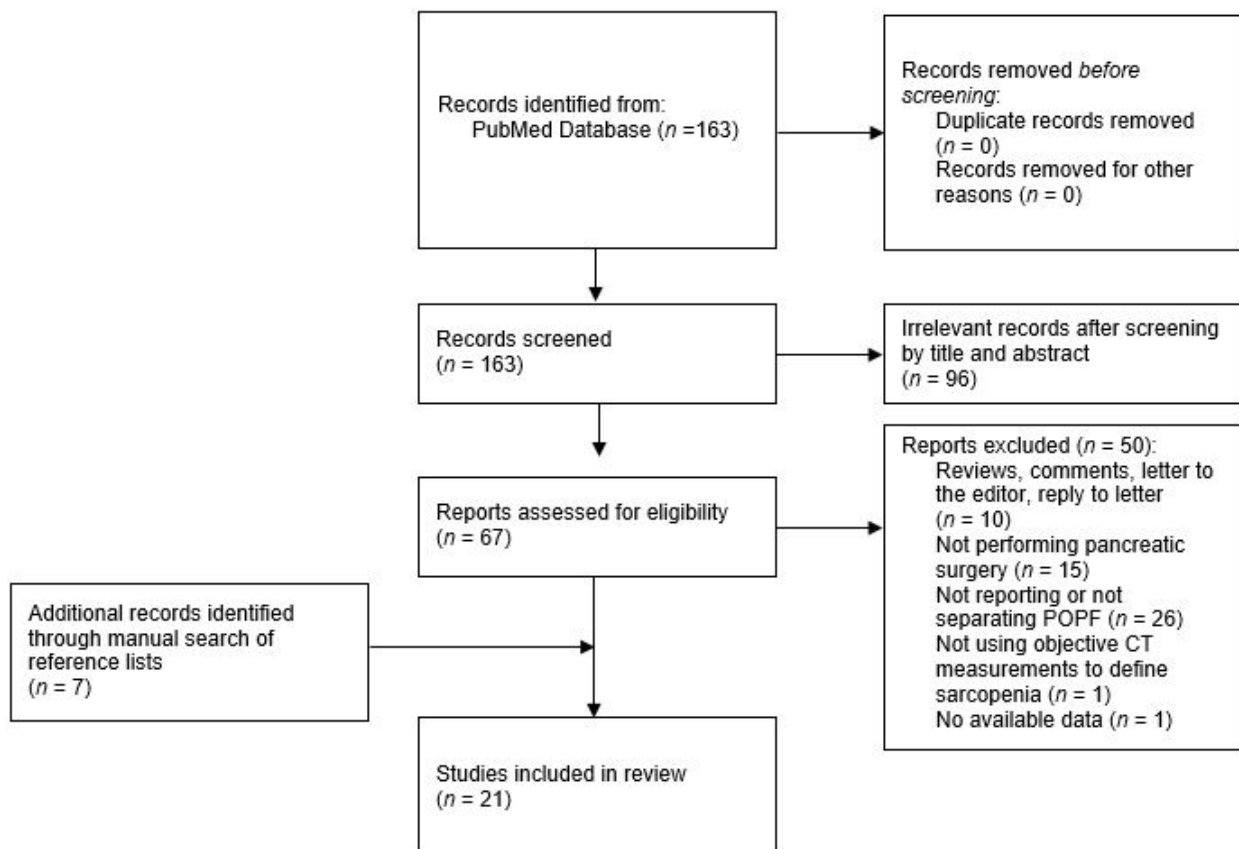 Records identified from:
PubMed Database (n =163)
Records removed before
screening:
Duplicate records removed
(n = 0)
Records removed for other
reasons (n = 0)
Records screened
(n = 163)
Irrelevant records after screening
by title and abstract
(n = 96)
Reports assessed for eligibility
(n = 67)
Reports excluded (n = 50):
Reviews, comments, letter to
the editor, reply to letter
(n = 10)
Not performing pancreatic
surgery (n = 15)
Not reporting or not
separating POPF (n = 26)
Not using objective CT
measurements to define
sarcopenia (n = 1)
No available data (n = 1)
Additional records identified
through manual search of
reference lists
(n = 7)
Studies included in review
(n = 21)